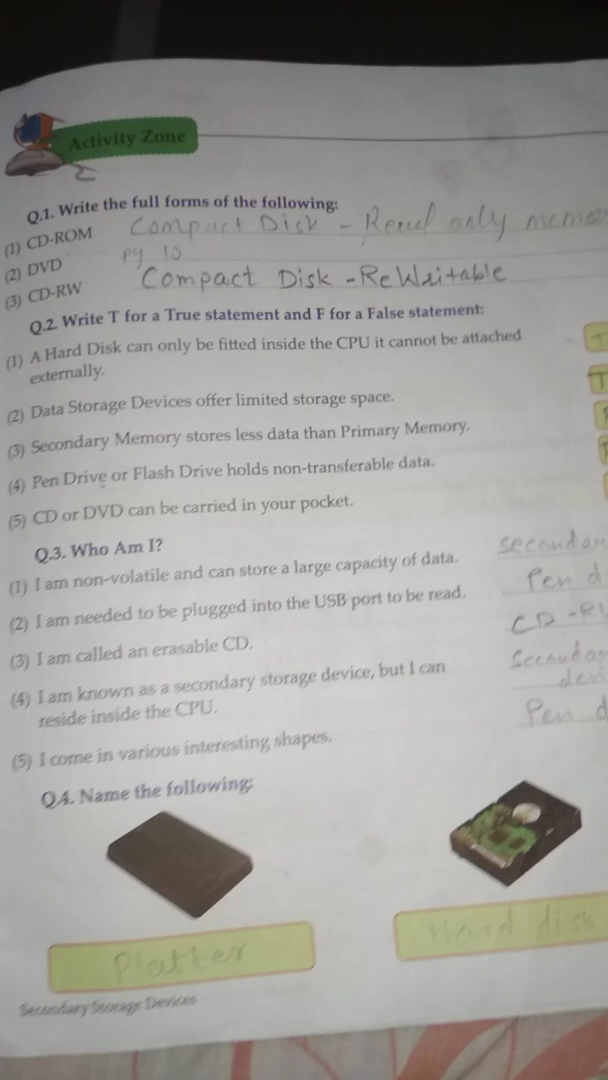 Activity Zone
Q.1. Write the full forms of the following:
(1) CD-ROM Compact Disk - Read only memo
(2) DVD pg 10
(3) CD-RW Compact Disk - ReWritable
Q.2. Write T for a True statement and F for a False statement:
(1) A Hard Disk can only be fitted inside the CPU it cannot be attached
externally.
(2) Data Storage Devices offer limited storage space. T
(3) Secondary Memory stores less data than Primary Memory.
(4) Pen Drive or Flash Drive holds non-transferable data.
(5) CD or DVD can be carried in your pocket.
Q.3. Who Am I?
(1) I am non-volatile and can store a large capacity of data. secondar
(2) I am needed to be plugged into the USB port to be read. Pen d
(3) I am called an erasable CD. CD -R
(4) I am known as a secondary storage device, but I can
reside inside the CPU.
(5) I come in various interesting shapes. Pen d
Q.4. Name the following:
Platter Hard disk
Secondary Storage Devices